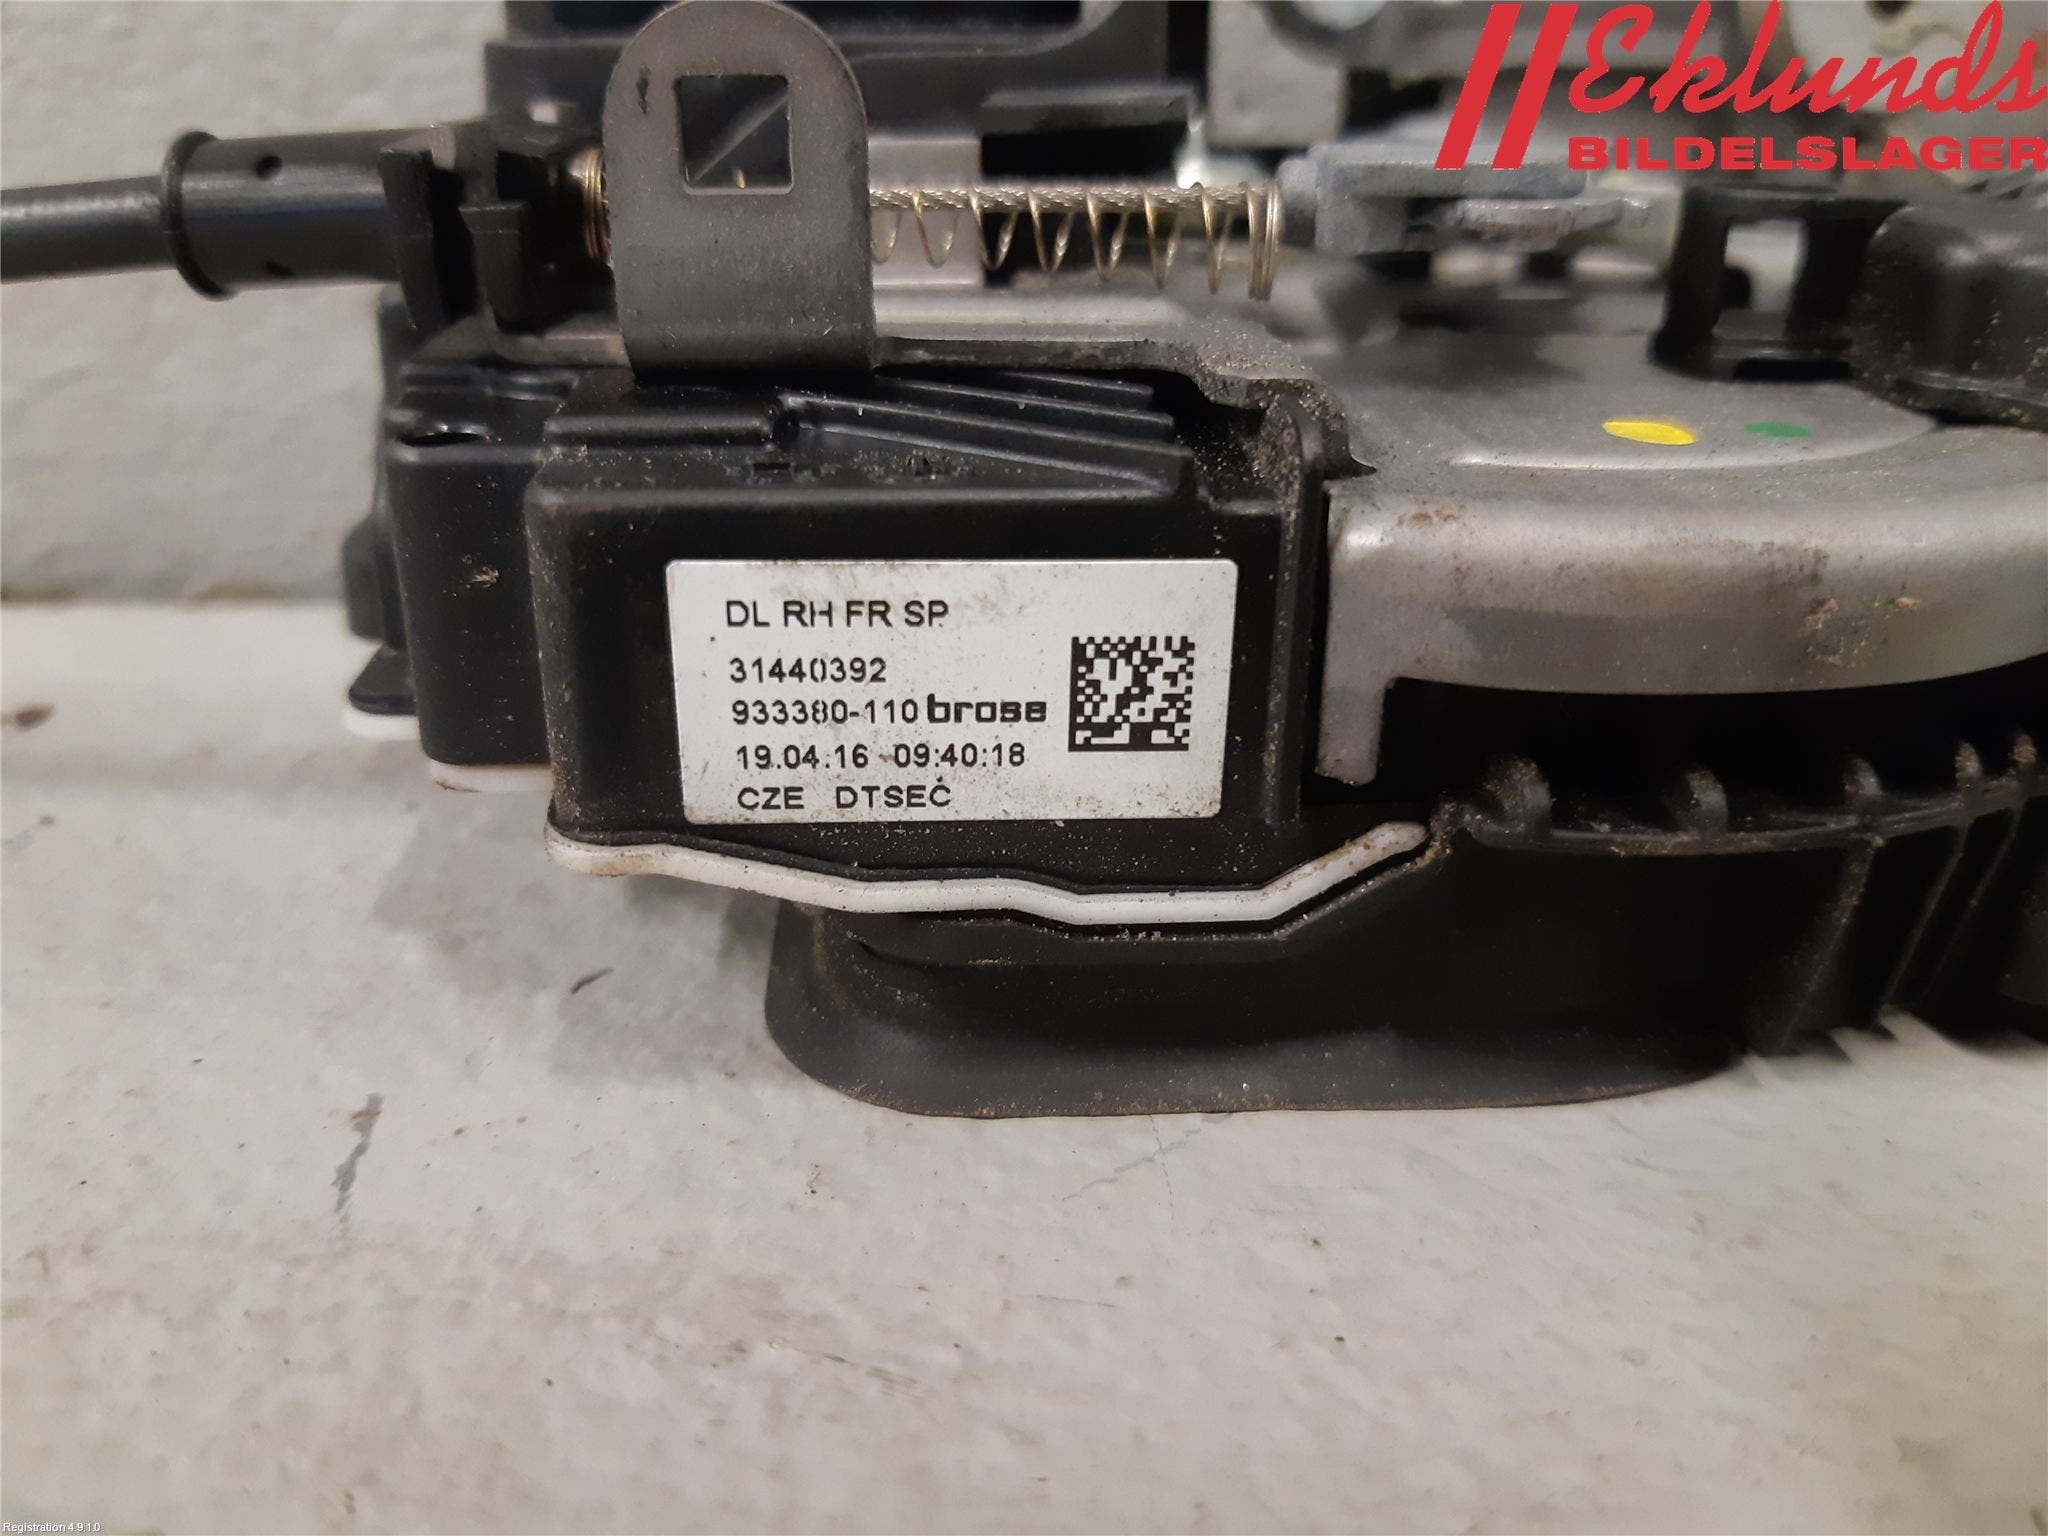 Eklunds
BILDELSLAGER
DL RH FR SP
31440392
933380-110 brose
19.04.16 09:40:18
CZE DTSEC
Registration 4.9.1.0